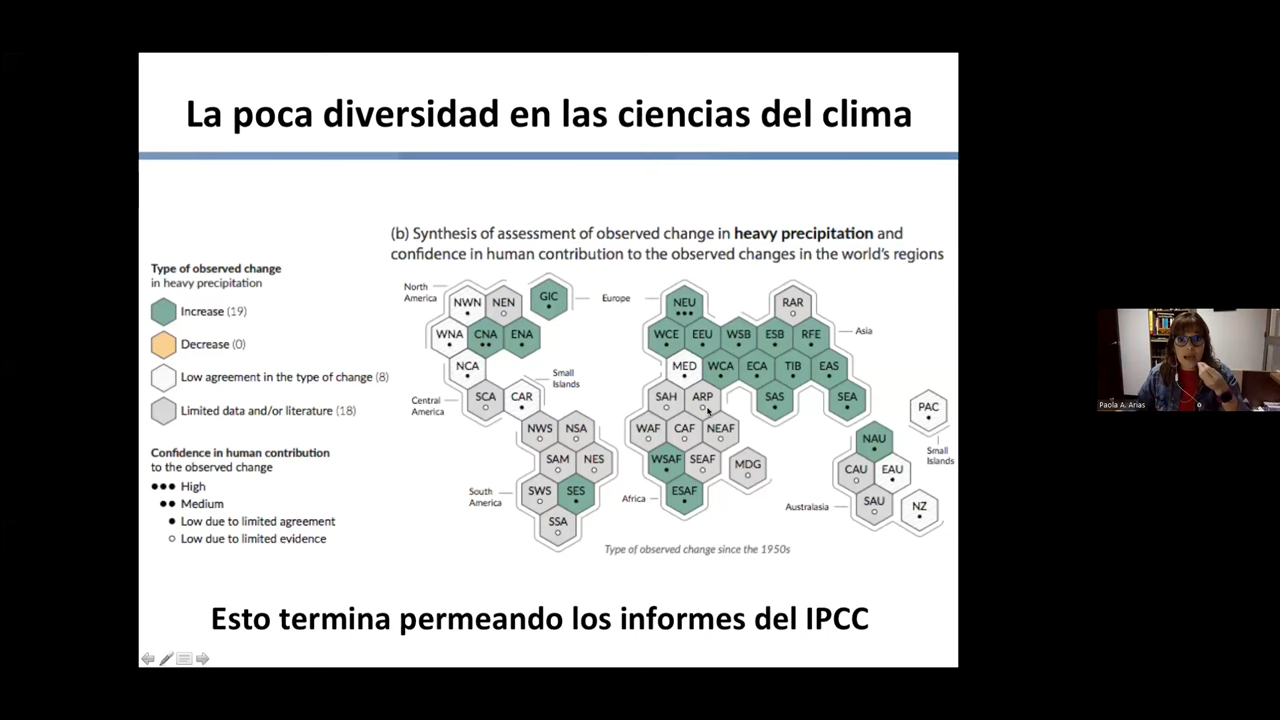 La poca diversidad en las ciencias del clima
(b) Synthesis of assessment of observed change in heavy precipitation and
confidence in human contribution to the observed changes in the world's regions
Type of observed change
in heavy precipitation
Increase (19)
Decrease (0)
Low agreement in the type of change (8)
Limited data and/or literature (18)
Confidence in human contribution
to the observed change
●●● High
●● Medium
● Low due to limited agreement
○ Low due to limited evidence
North
America
NWN
NEN
GIC
WNA
CNA
ENA
NCA
Small
Islands
Central
America
SCA
CAR
NWS
NSA
SAM
NES
South
America
SWS
SES
SSA
Europe
NEU
RAR
WCE
EEU
WSB
ESB
RFE
Asia
MED
WCA
ECA
TIB
EAS
SAH
ARP
SAS
SEA
WAF
CAF
NEAF
WSAF
SEAF
MDG
Africa
ESAF
PAC
Small
Islands
NAU
CAU
EAU
Australasia
SAU
NZ
Type of observed change since the 1950s
Esto termina permeando los informes del IPCC
Paola A. Arias